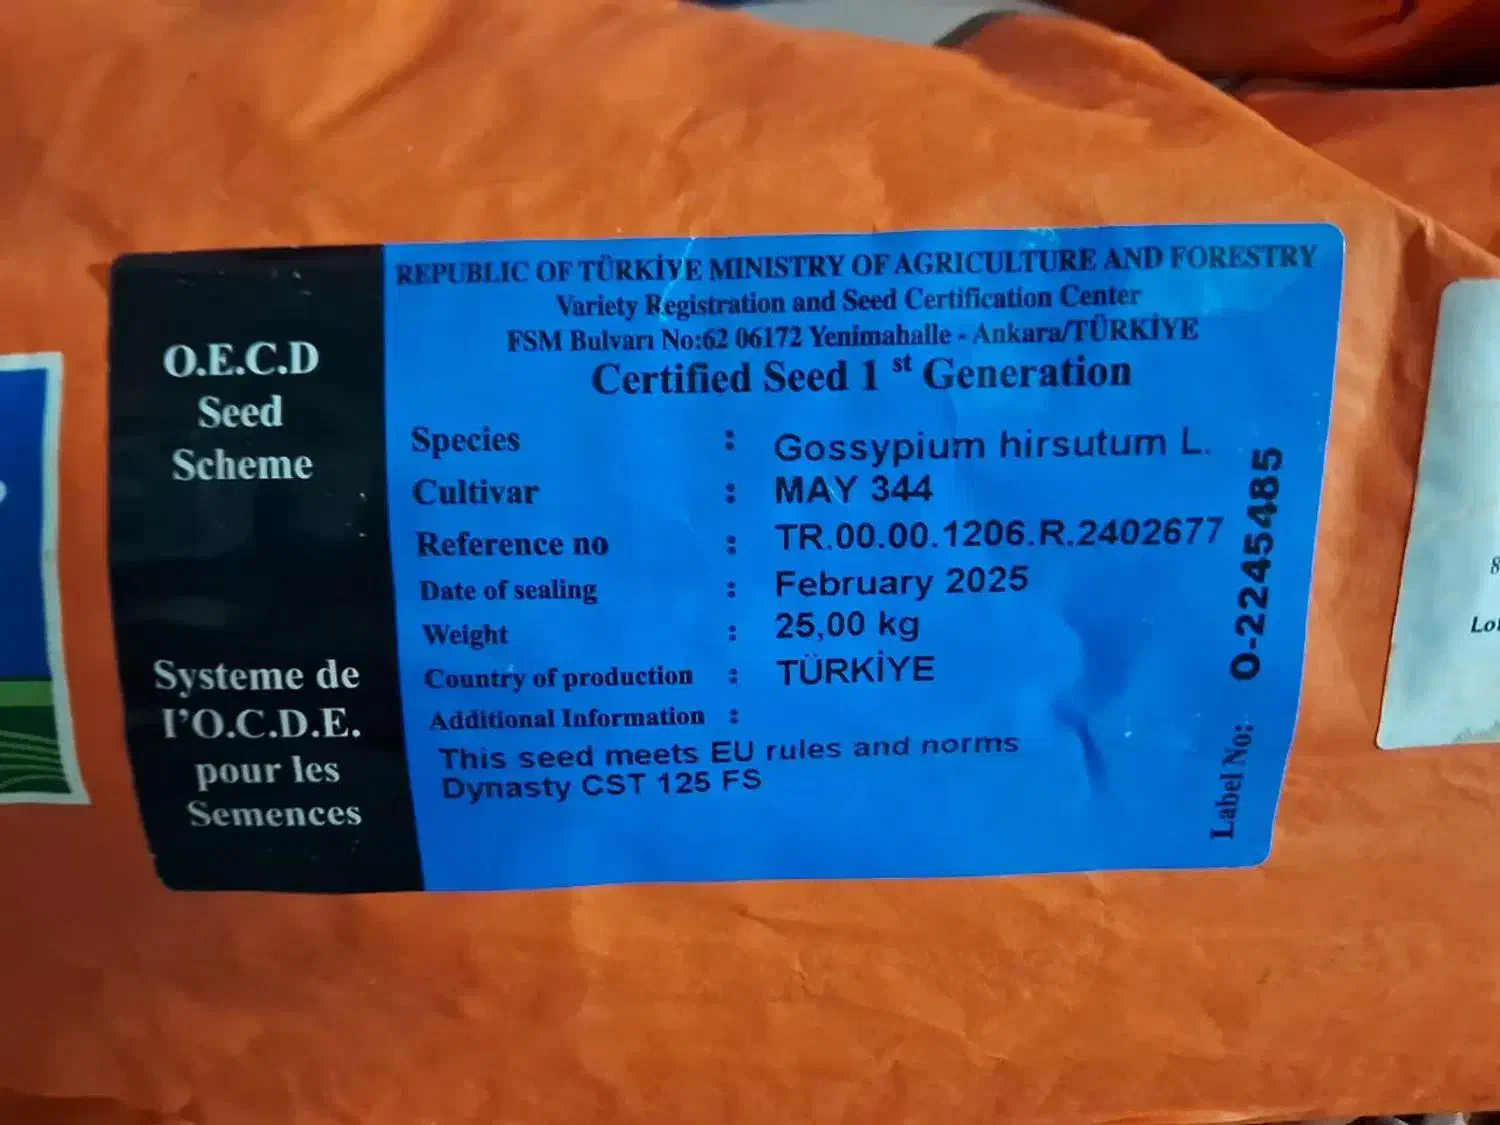 O.E.C.D
Seed
Scheme
Systeme de
l'O.C.D.E.
pour les
Semences
REPUBLIC OF TÜRKİYE MINISTRY OF AGRICULTURE AND FORESTRY
Variety Registration and Seed Certification Center
FSM Bulvarı No:62 06172 Yenimahalle - Ankara/TÜRKİYE
Certified Seed 1 st Generation
Species : Gossypium hirsutum L.
Cultivar : MAY 344
Reference no : TR.00.00.1206.R.2402677
Date of sealing : February 2025
Weight : 25,00 kg
Country of production : TÜRKİYE
Additional Information :
This seed meets EU rules and norms
Dynasty CST 125 FS
Label No: O-2245485